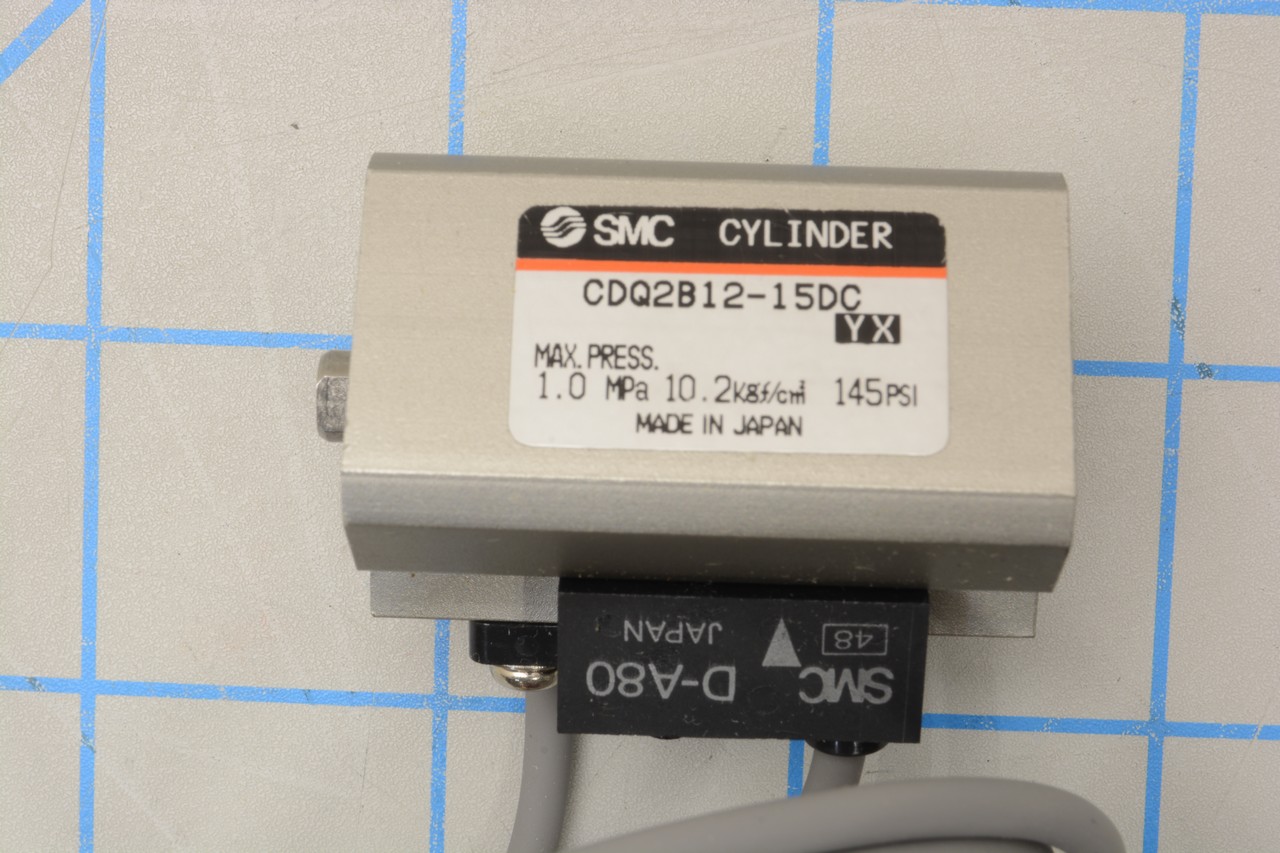 SMC CYLINDER
CDQ2B12-15DC
YX
MAX. PRESS.
1.0 MPa 10.2kgf/cm² 145PSI
MADE IN JAPAN
SMC D-A80
48 JAPAN